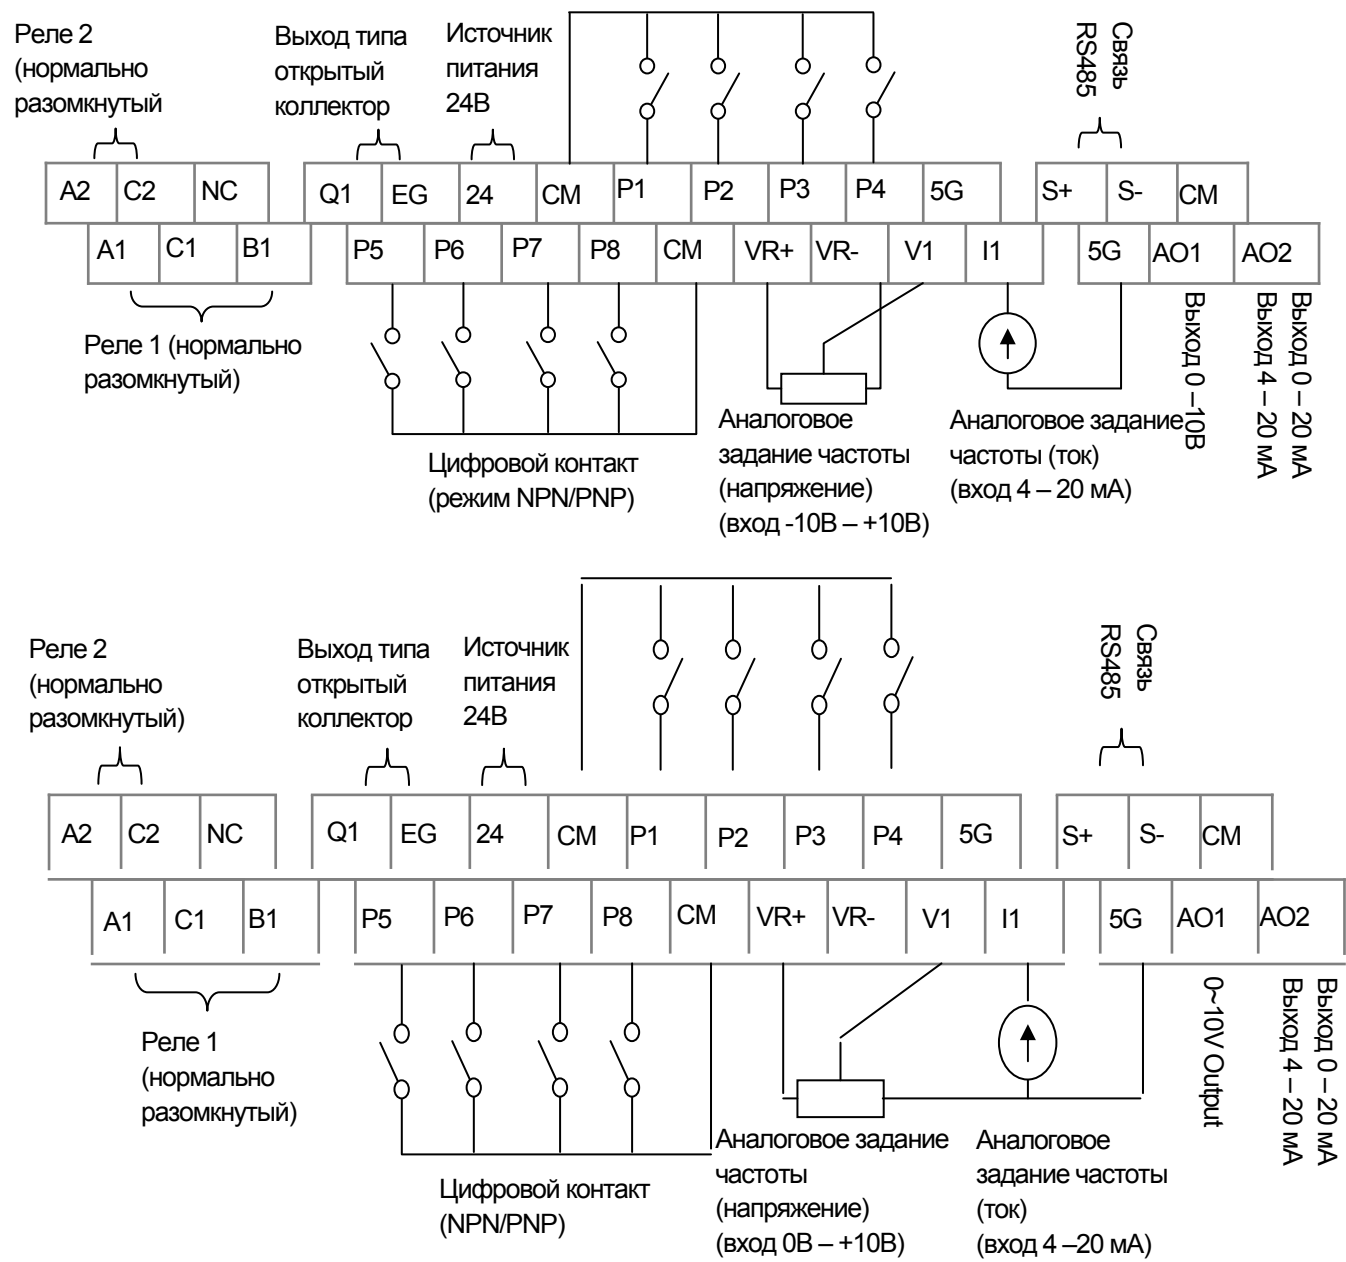 Реле 2
(нормально
разомкнутый
Выход типа
открытый
коллектор
Источник
питания
24В
Связь
RS485
A2 C2 NC Q1 EG 24 CM P1 P2 P3 P4 5G S+ S- CM
A1 C1 B1 P5 P6 P7 P8 CM VR+ VR- V1 I1 5G AO1 AO2
Реле 1 (нормально
разомкнутый)
Цифровой контакт
(режим NPN/PNP)
Аналоговое
задание частоты
(напряжение)
(вход -10В – +10В)
Аналоговое задание
частоты (ток)
(вход 4 – 20 мА)
Выход 0 –10В
Выход 0 – 20 мА
Выход 4 – 20 мА
Реле 2
(нормально
разомкнутый)
Выход типа
открытый
коллектор
Источник
питания
24В
Связь
RS485
A2 C2 NC Q1 EG 24 CM P1 P2 P3 P4 5G S+ S- CM
A1 C1 B1 P5 P6 P7 P8 CM VR+ VR- V1 I1 5G AO1 AO2
Реле 1
(нормально
разомкнутый)
Цифровой контакт
(NPN/PNP)
Аналоговое задание
частоты
(напряжение)
(вход 0В – +10В)
Аналоговое
задание частоты
(ток)
(вход 4 –20 мА)
0~10V Output
Выход 0 – 20 мА
Выход 4 – 20 мА